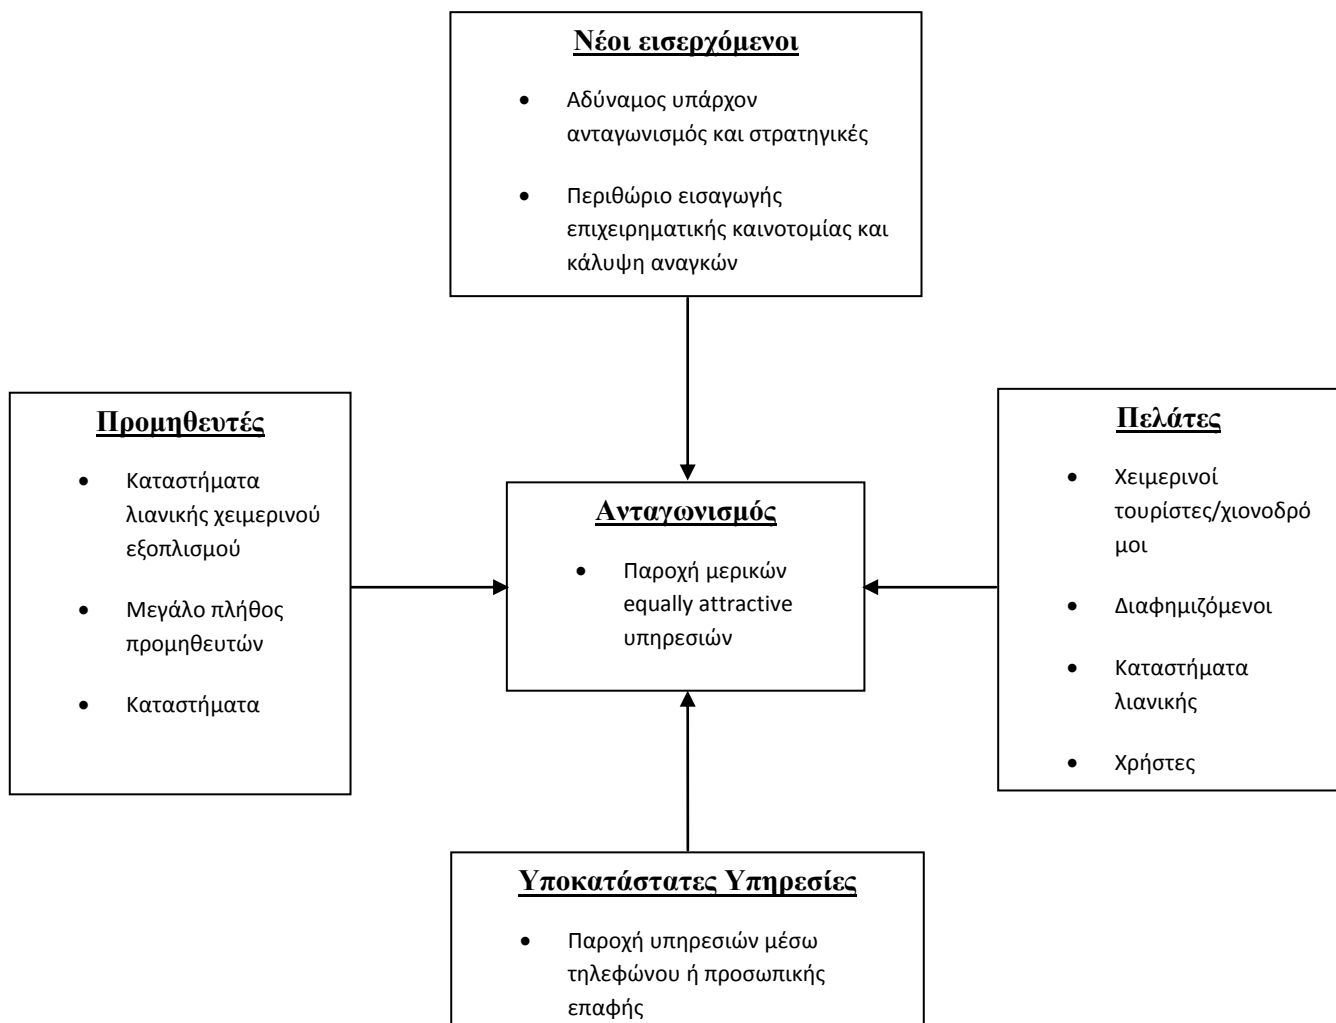 Νέοι εισερχόμενοι
• Αδύναμος υπάρχον
ανταγωνισμός και στρατηγικές
• Περιθώριο εισαγωγής
επιχειρηματικής καινοτομίας και
κάλυψη αναγκών
Προμηθευτές
• Καταστήματα
λιανικής χειμερινού
εξοπλισμού
• Μεγάλο πλήθος
προμηθευτών
• Καταστήματα
Ανταγωνισμός
• Παροχή μερικών
equally attractive
υπηρεσιών
Πελάτες
• Χειμερινοί
τουρίστες/χιονοδρό
μοι
• Διαφημιζόμενοι
• Καταστήματα
λιανικής
• Χρήστες
Υποκατάστατες Υπηρεσίες
• Παροχή υπηρεσιών μέσω
τηλεφώνου ή προσωπικής
επαφής